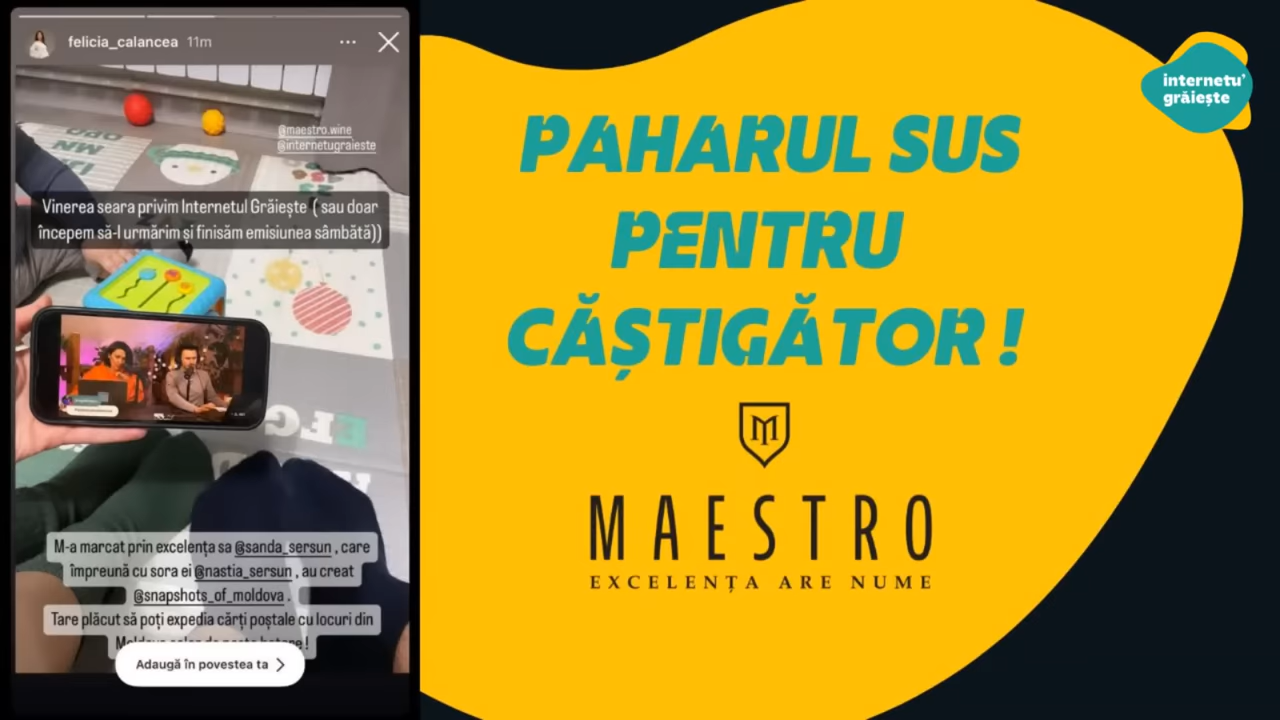 felicia_calancea 11m
@maestro.wine
@internetugraieste
Vinerea seara privim Internetul Grăiește ( sau doar
începem să-l urmărim și finisăm emisiunea sâmbătă))
M-a marcat prin excelența sa @sanda_sersun , care
împreună cu sora ei @nastia_sersun , au creat
@snapshots_of_moldova .
Tare plăcut să poți expedia cărți poștale cu locuri din
Adaugă în povestea ta
PAHARUL SUS
PENTRU
CĂȘTIGĂTOR !
M
MAESTRO
EXCELENȚA ARE NUME
internetu'
grăiește